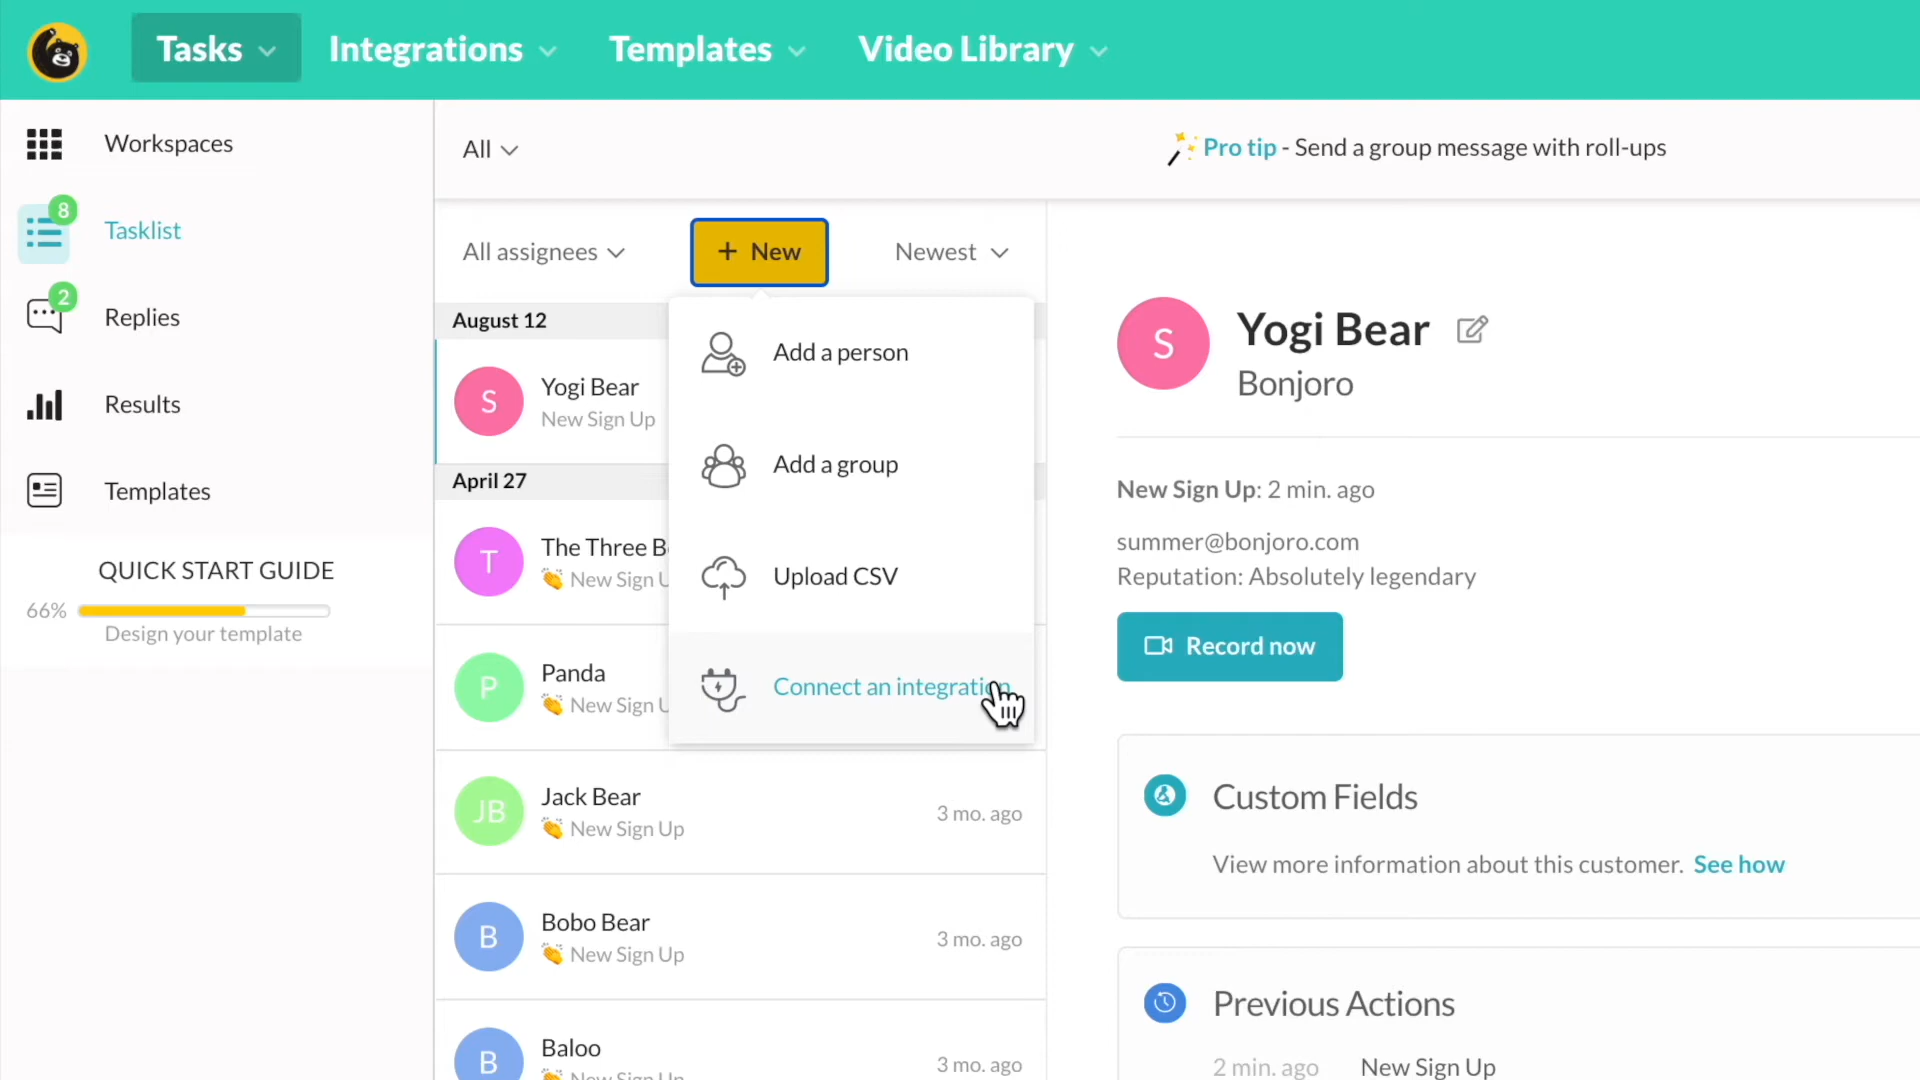 Tasks
Integrations
Templates
Video Library
Workspaces
8
Tasklist
2
Replies
Results
Templates
QUICK START GUIDE
66%
Design your template
All
Pro tip - Send a group message with roll-ups
All assignees
+ New
Newest
August 12
S
Yogi Bear
New Sign Up
April 27
T
The Three
New Sign
P
Panda
New Sign
JB
Jack Bear
New Sign Up
3 mo. ago
B
Bobo Bear
New Sign Up
3 mo. ago
B
Baloo
New Sign Up
3 mo. ago
Add a person
Add a group
Upload CSV
Connect an integration
S
Yogi Bear
Bonjoro
New Sign Up: 2 min. ago
summer@bonjoro.com
Reputation: Absolutely legendary
Record now
Custom Fields
View more information about this customer. See how
Previous Actions
2 min. ago
New Sign Up